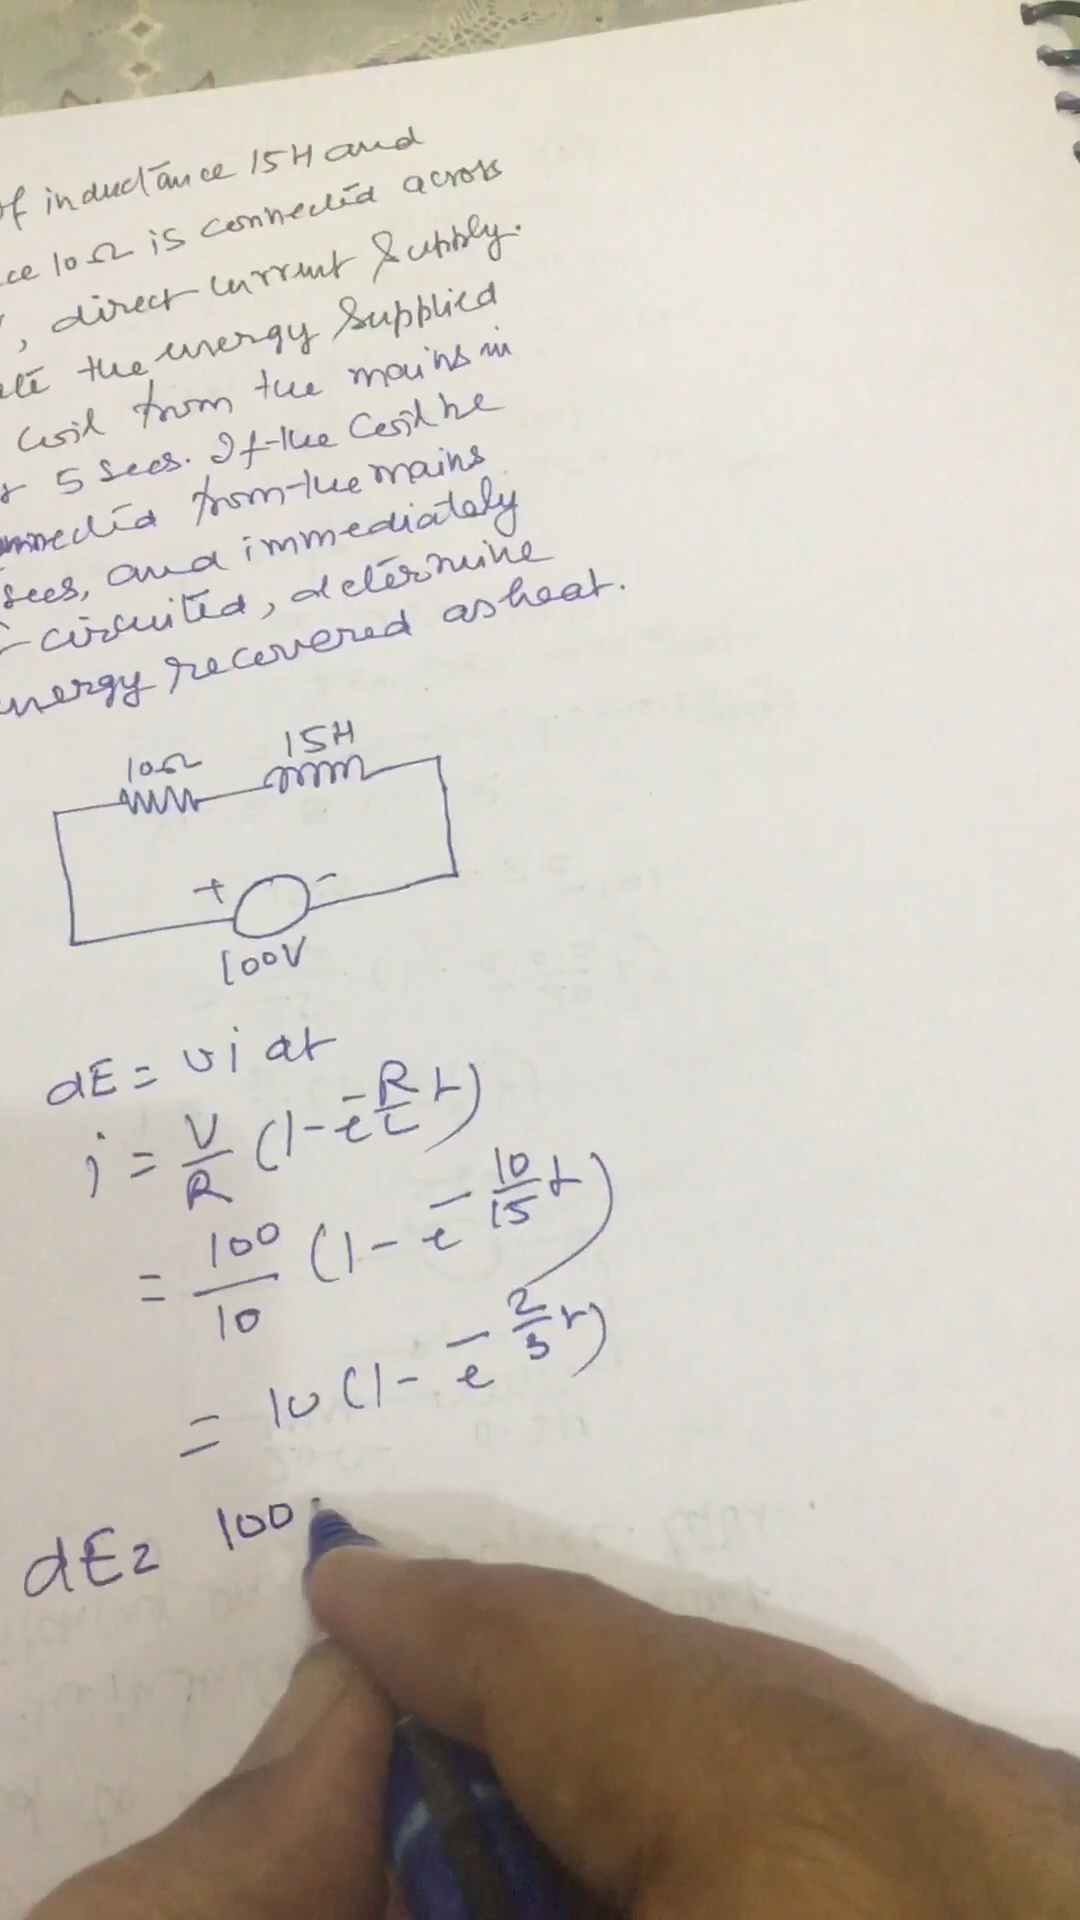 of inductance 15H and
ce 10Ω is connected across
, direct current supply.
the energy supplied
coil from the mains in
5 secs. If the coil be
nnected from the mains
secs, and immediately
-circuited, determine
energy recovered as heat.
10Ω 15H
+ -
100V
dE = vi dt
i = V/R (1 - e^-R/L t)
= 100/10 (1 - e^-10/15 t)
= 10 (1 - e^-2/3 t)
dE = 100